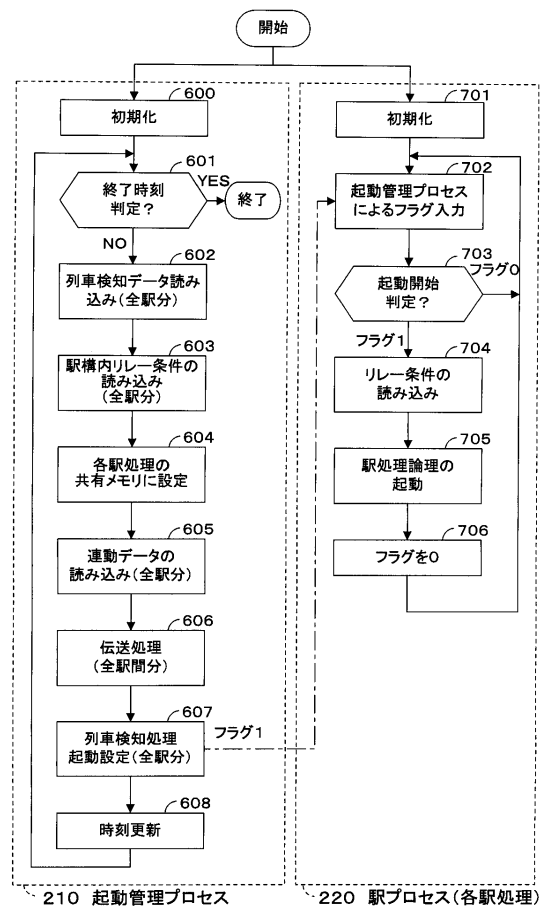 開始
600
初期化
601
終了時刻
判定？
YES
終了
NO
602
列車検知データ読み
込み(全駅分)
603
駅構内リレー条件の
読み込み
(全駅分)
604
各駅処理の
共有メモリに設定
605
連動データの
読み込み(全駅分)
606
伝送処理
(全駅間分)
607
列車検知処理
起動設定(全駅分)
フラグ1
608
時刻更新
210 起動管理プロセス
701
初期化
702
起動管理プロセス
によるフラグ入力
703
起動開始
判定？
フラグ0
フラグ1
704
リレー条件の
読み込み
705
駅処理論理の
起動
706
フラグを0
220 駅プロセス(各駅処理)